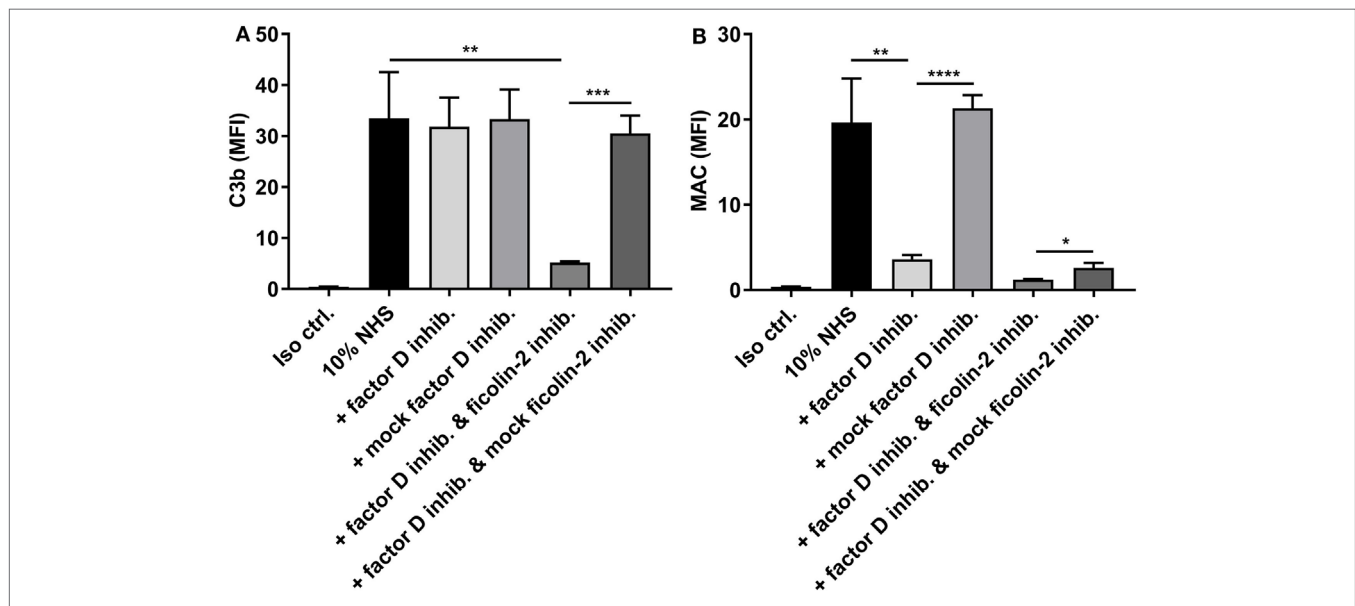 A
50
40
30
20
10
0
C3b (MFI)
**
***
Iso ctrl.
10% NHS
+ factor D inhib.
+ mock factor D inhib.
+ factor D inhib. & ficolin-2 inhib.
+ factor D inhib. & mock ficolin-2 inhib.
B
30
20
10
0
MAC (MFI)
**
****
*
Iso ctrl.
10% NHS
+ factor D inhib.
+ mock factor D inhib.
+ factor D inhib. & ficolin-2 inhib.
+ factor D inhib. & mock ficolin-2 inhib.